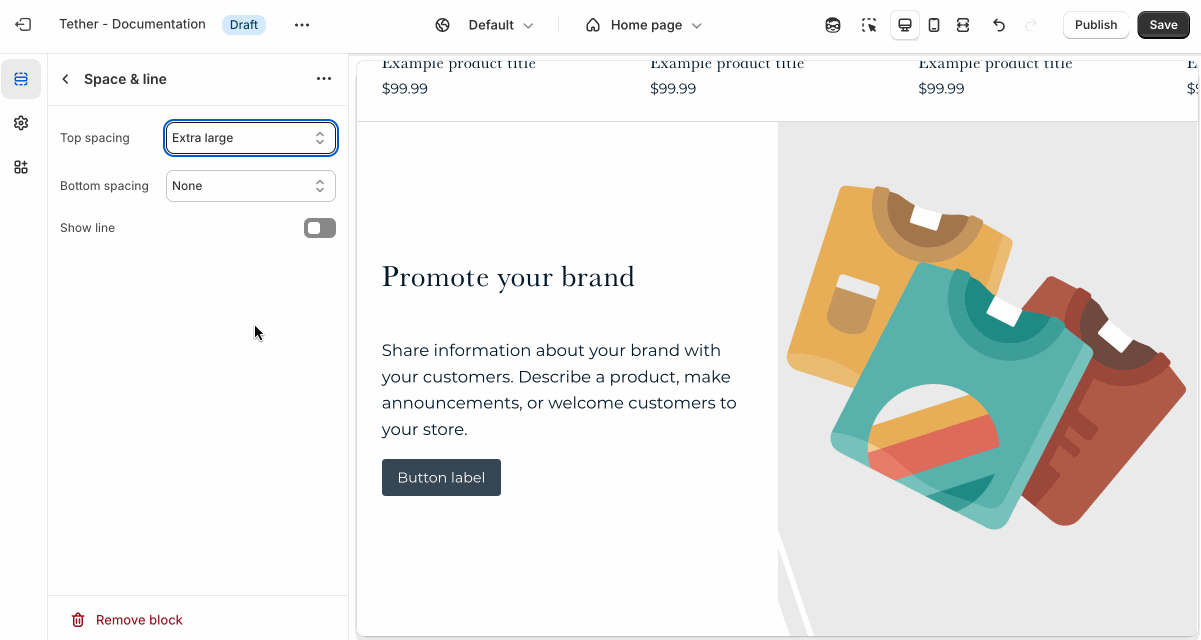 Tether - Documentation Draft Default Home page Publish Save
Space & line
Top spacing Extra large
Bottom spacing None
Show line
Remove block
Example product title Example product title Example product title E
$99.99 $99.99 $99.99 $9
Promote your brand
Share information about your brand with
your customers. Describe a product, make
announcements, or welcome customers to
your store.
Button label